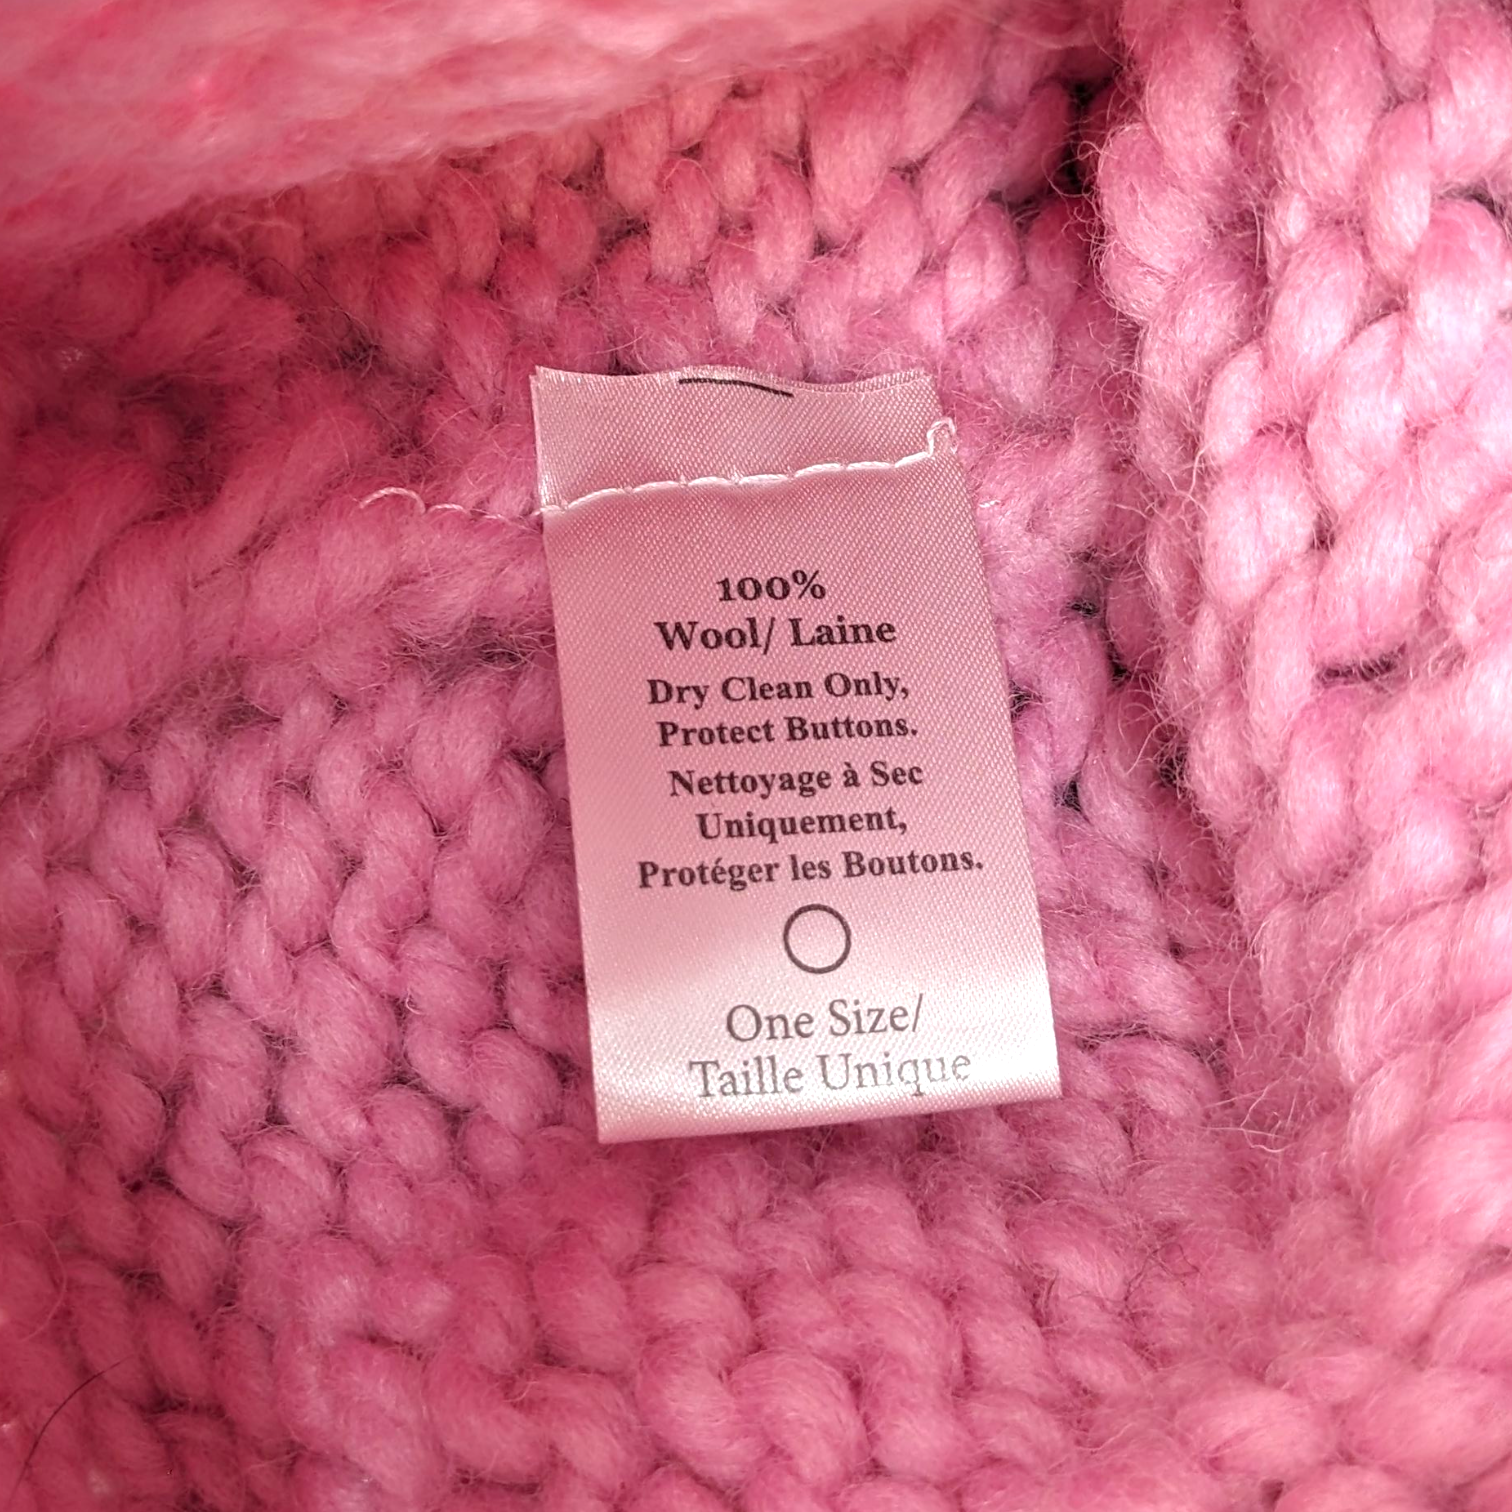 100%
Wool/ Laine
Dry Clean Only,
Protect Buttons.
Nettoyage à Sec
Uniquement,
Protéger les Boutons.
One Size/
Taille Unique